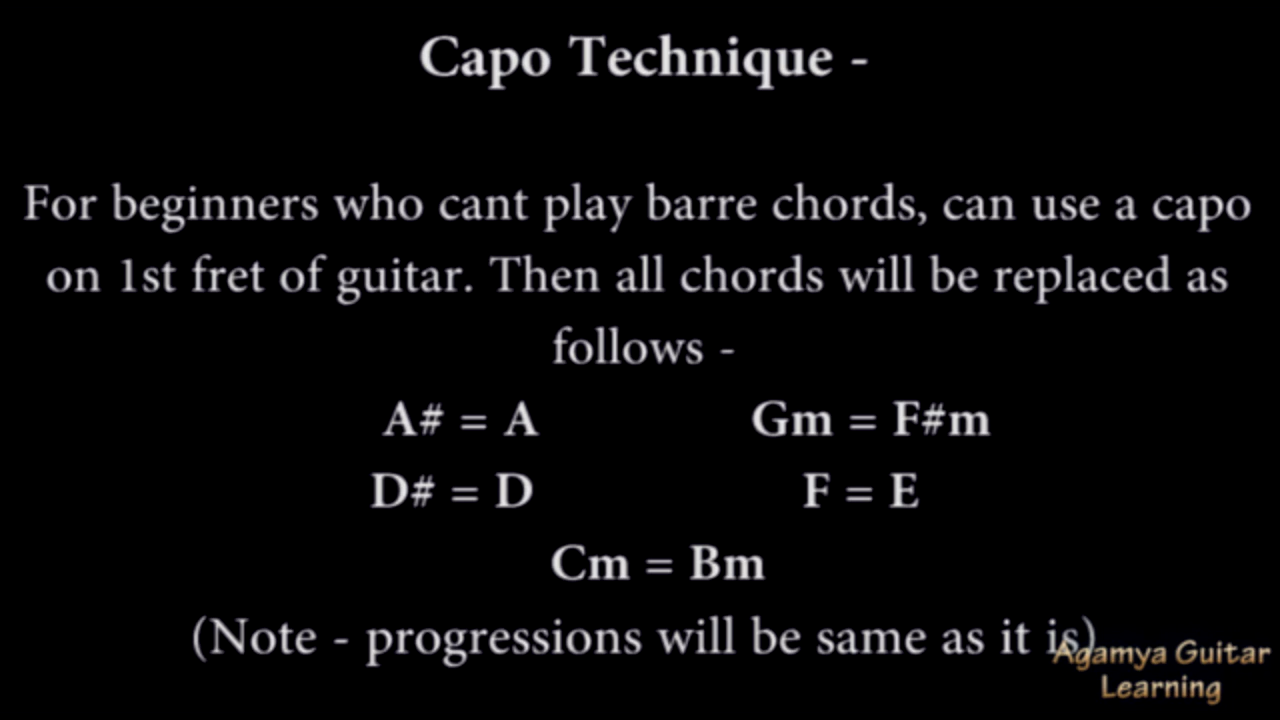 Capo Technique -
For beginners who cant play barre chords, can use a capo
on 1st fret of guitar. Then all chords will be replaced as
follows -
A# = A Gm = F#m
D# = D F = E
Cm = Bm
(Note - progressions will be same as it is)
Agamya Guitar
Learning